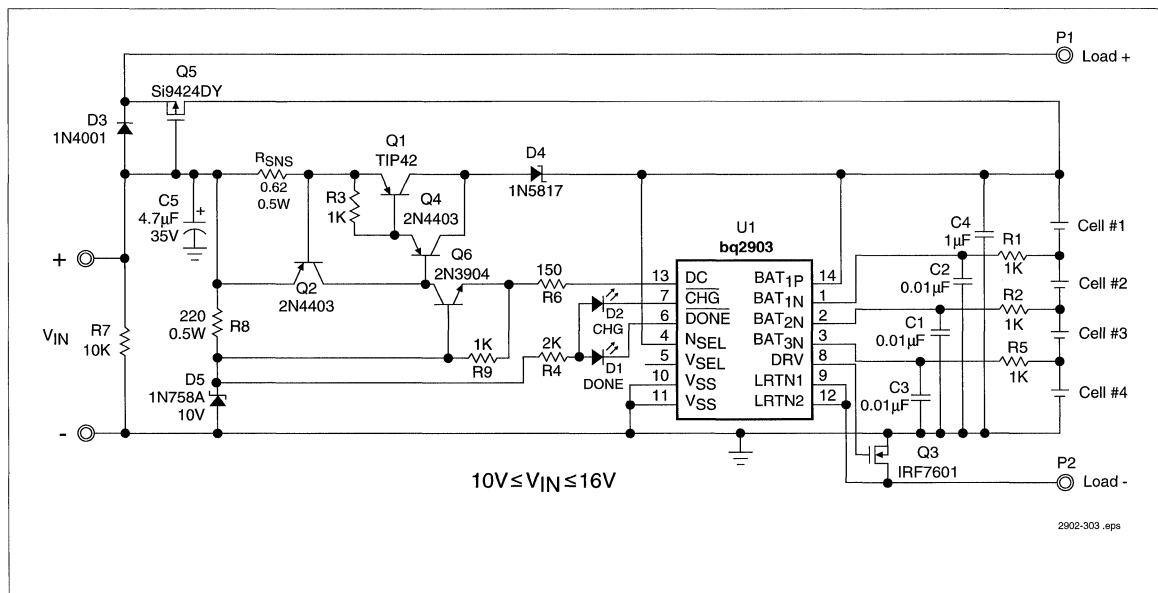 P1
Load +
Q5
Si9424DY
D3
1N4001
RSNS
0.62
0.5W
Q1
TIP42
D4
1N5817
C5
4.7µF
35V
+
R3
1K
Q4
2N4403
Q6
2N3904
Q2
2N4403
+
VIN
-
R7
10K
220
0.5W
R8
D5
1N758A
10V
1K
R9
150
R6
2K
R4
D2
CHG
D1
DONE
U1
bq2903
13 DC
7 CHG
6 DONE
4 NSEL
5 VSEL
10 VSS
11 VSS
BAT1P 14
BAT1N 1
BAT2N 2
BAT3N 3
DRV 8
LRTN1 9
LRTN2 12
C4
1µF
C2
0.01µF
C1
0.01µF
C3
0.01µF
R1
1K
R2
1K
R5
1K
Cell #1
Cell #2
Cell #3
Cell #4
Q3
IRF7601
P2
Load -
10V ≤ VIN ≤ 16V
2902-303 .eps